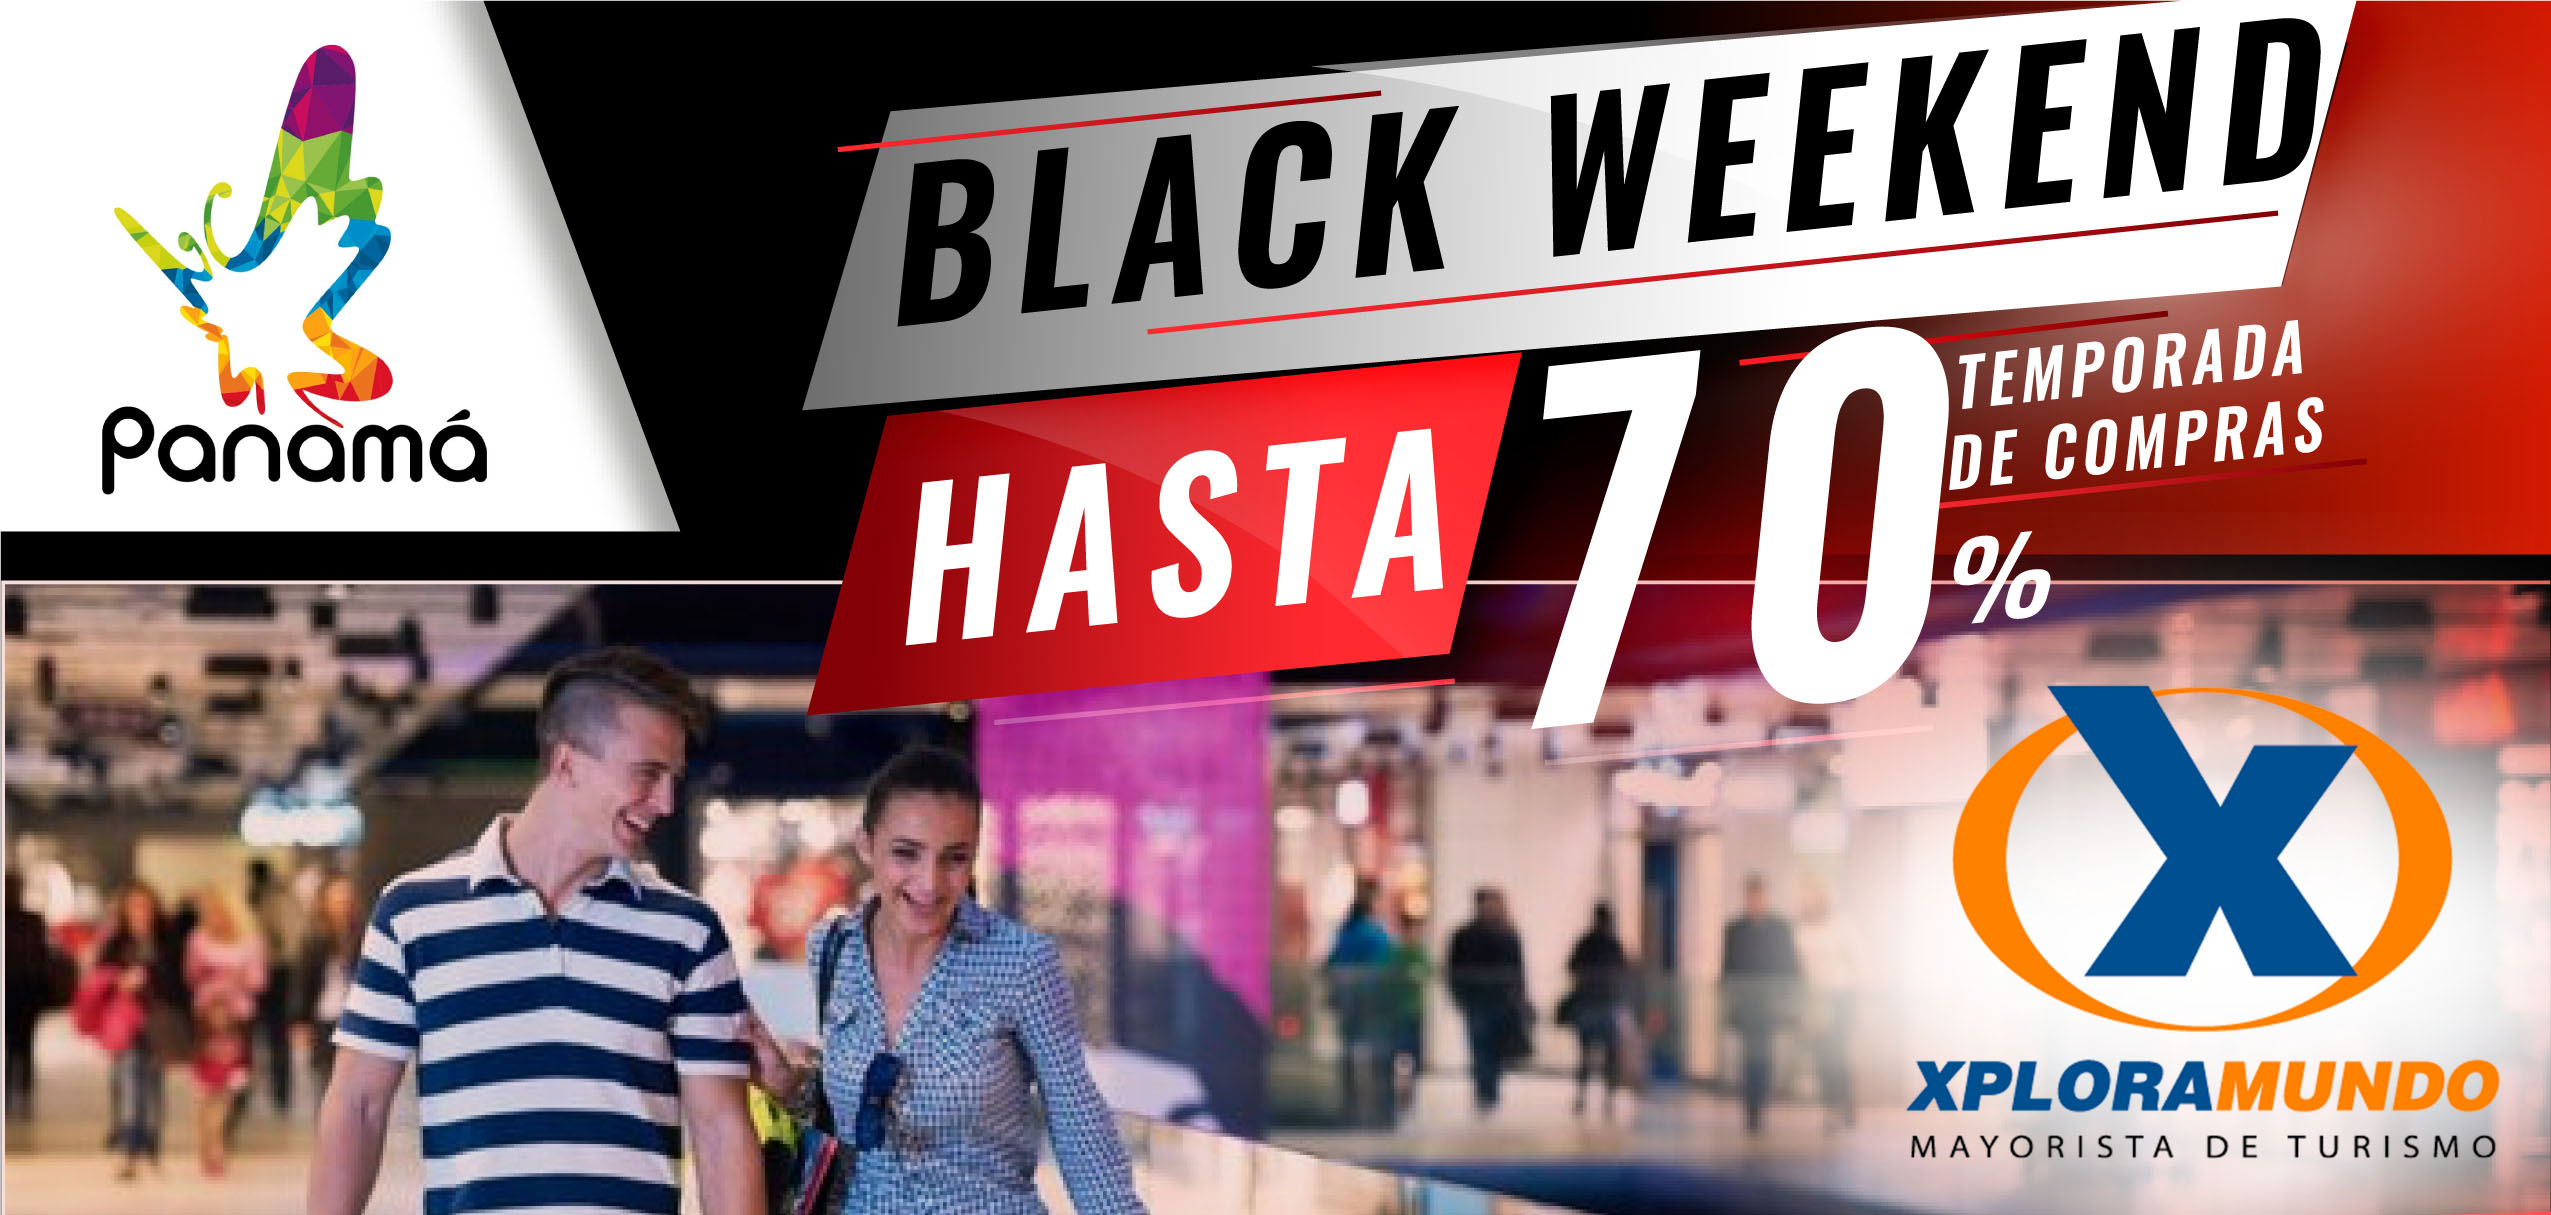 Panamá
BLACK WEEKEND
HASTA 70%
TEMPORADA
DE COMPRAS
X
XPLORAMUNDO
MAYORISTA DE TURISMO